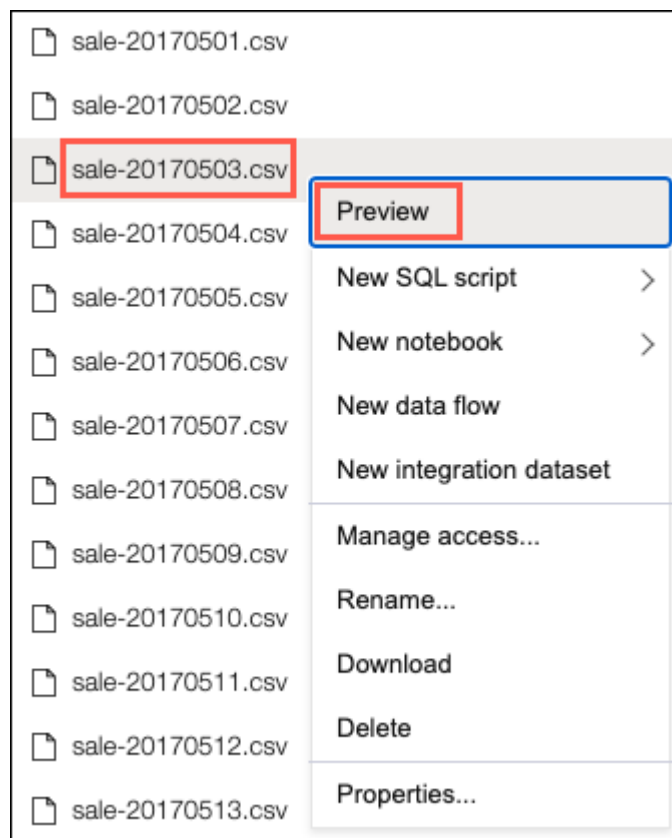 sale-20170501.csv
sale-20170502.csv
sale-20170503.csv
sale-20170504.csv
sale-20170505.csv
sale-20170506.csv
sale-20170507.csv
sale-20170508.csv
sale-20170509.csv
sale-20170510.csv
sale-20170511.csv
sale-20170512.csv
sale-20170513.csv
Preview
New SQL script
New notebook
New data flow
New integration dataset
Manage access...
Rename...
Download
Delete
Properties...